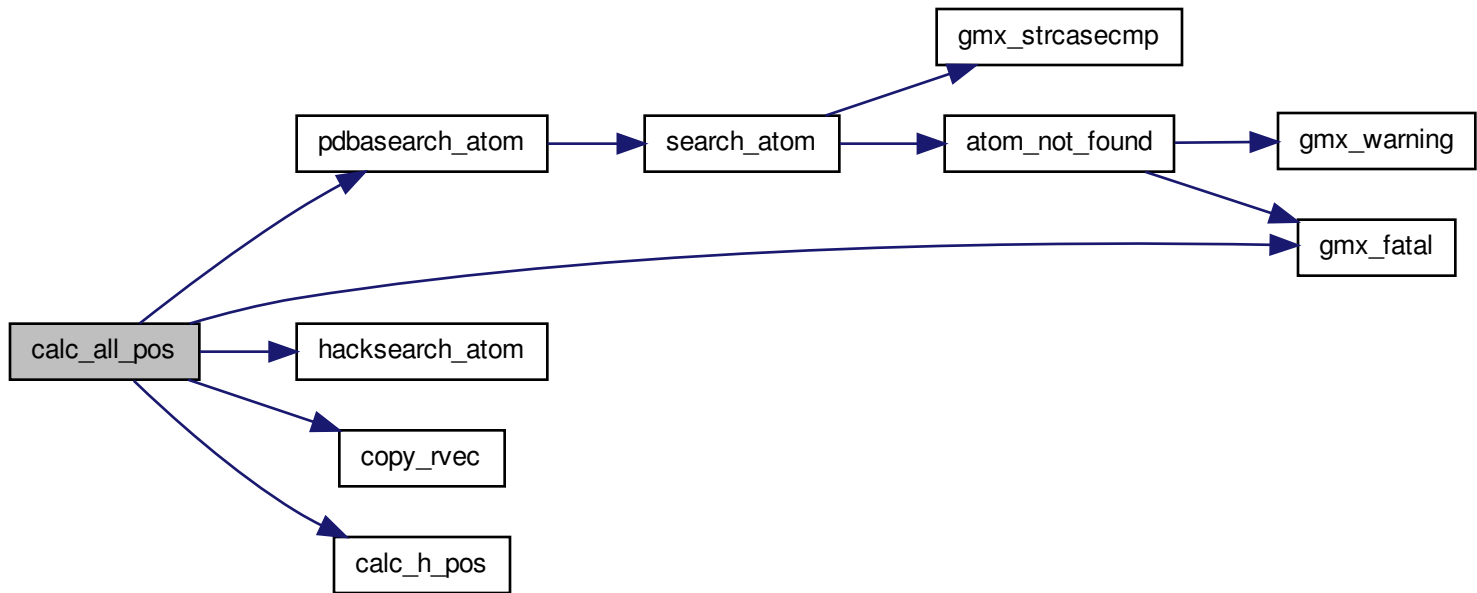 gmx_strcasecmp
pdbasearch_atom
search_atom
atom_not_found
gmx_warning
gmx_fatal
calc_all_pos
hacksearch_atom
copy_rvec
calc_h_pos